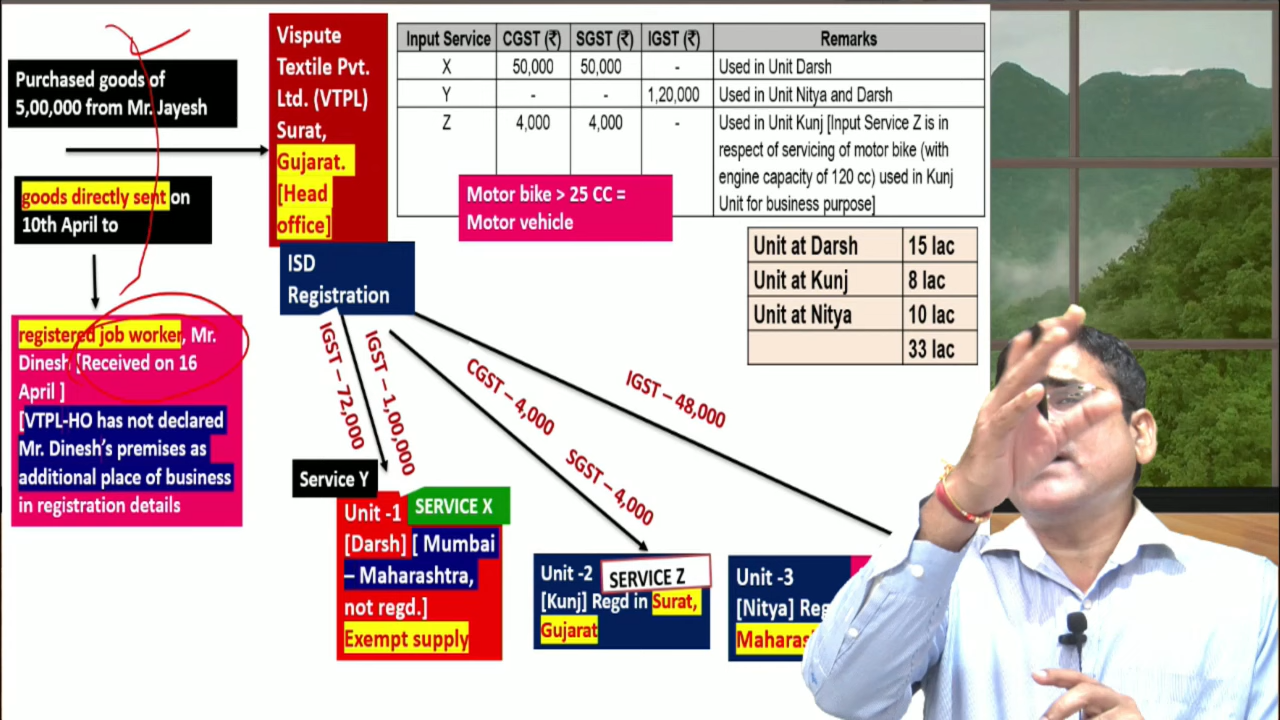 Purchased goods of
5,00,000 from Mr. Jayesh
goods directly sent on
10th April to
registered job worker, Mr.
Dinesh [Received on 16
April ]
[VTPL-HO has not declared
Mr. Dinesh's premises as
additional place of business
in registration details
Vispute
Textile Pvt.
Ltd. (VTPL)
Surat,
Gujarat.
[Head
office]
ISD
Registration
Input Service CGST (₹) SGST (₹) IGST (₹) Remarks
X 50,000 50,000 - Used in Unit Darsh
Y - - 1,20,000 Used in Unit Nitya and Darsh
Z 4,000 4,000 - Used in Unit Kunj [Input Service Z is in
respect of servicing of motor bike (with
engine capacity of 120 cc) used in Kunj
Unit for business purpose]
Motor bike > 25 CC =
Motor vehicle
Unit at Darsh 15 lac
Unit at Kunj 8 lac
Unit at Nitya 10 lac
33 lac
IGST – 72,000
IGST – 1,00,000
CGST – 4,000
SGST – 4,000
IGST – 48,000
Service Y
SERVICE X
Unit -1
[Darsh] [ Mumbai
– Maharashtra,
not regd.]
Exempt supply
Unit -2 SERVICE Z
[Kunj] Regd in Surat,
Gujarat
Unit -3
[Nitya]